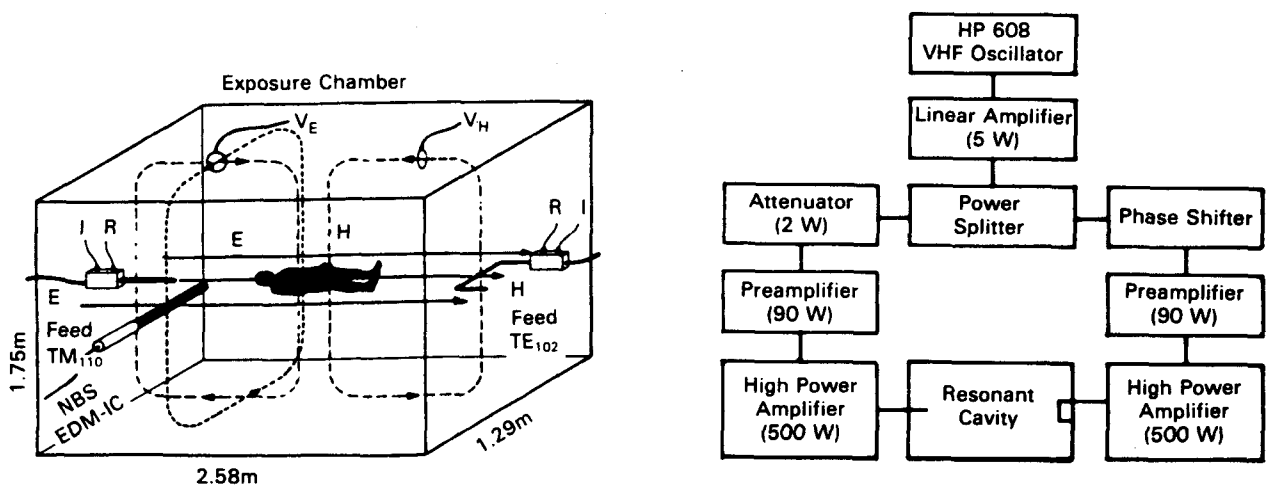 Exposure Chamber
V_E
V_H
I R
R I
E
H
E
H
Feed
TM₁₁₀
Feed
TE₁₀₂
NBS
EDM-IC
1.75m
2.58m
1.29m
HP 608
VHF Oscillator
Linear Amplifier
(5 W)
Attenuator
(2 W)
Power
Splitter
Phase Shifter
Preamplifier
(90 W)
Preamplifier
(90 W)
High Power
Amplifier
(500 W)
Resonant
Cavity
High Power
Amplifier
(500 W)